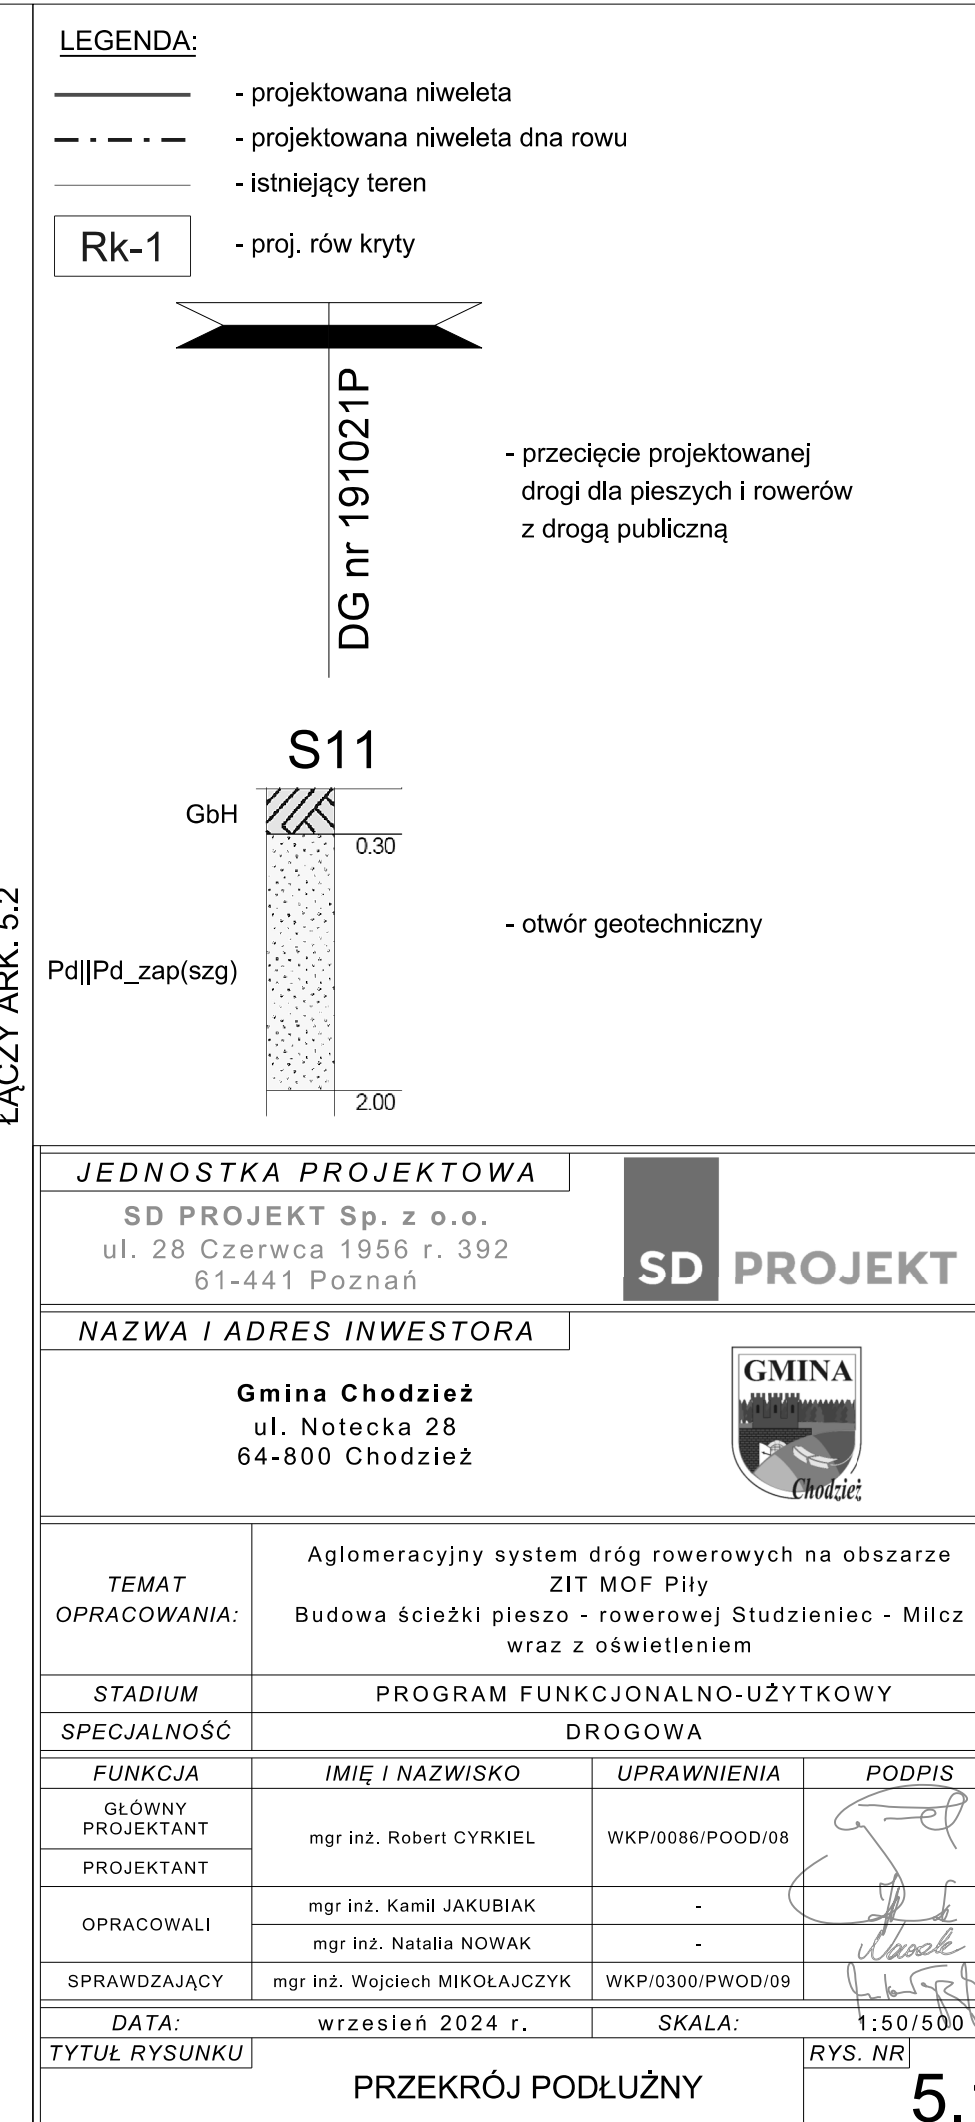 LEGENDA:
- projektowana niweleta
- projektowana niweleta dna rowu
- istniejący teren
Rk-1
- proj. rów kryty
DG nr 191021P
- przecięcie projektowanej
drogi dla pieszych i rowerów
z drogą publiczną
S11
GbH
0.30
- otwór geotechniczny
Pd||Pd_zap(szg)
2.00
ŁĄCZY ARK. 5.2
JEDNOSTKA PROJEKTOWA
SD PROJEKT Sp. z o.o.
ul. 28 Czerwca 1956 r. 392
61-441 Poznań
SD PROJEKT
NAZWA I ADRES INWESTORA
Gmina Chodzież
ul. Notecka 28
64-800 Chodzież
GMINA
Chodzież
TEMAT
OPRACOWANIA:
Aglomeracyjny system dróg rowerowych na obszarze
ZIT MOF Piły
Budowa ścieżki pieszo - rowerowej Studzieniec - Milcz
wraz z oświetleniem
STADIUM
PROGRAM FUNKCJONALNO-UŻYTKOWY
SPECJALNOŚĆ
DROGOWA
FUNKCJA IMIĘ I NAZWISKO UPRAWNIENIA PODPIS
GŁÓWNY
PROJEKTANT
PROJEKTANT
mgr inż. Robert CYRKIEL WKP/0086/POOD/08
OPRACOWALI
mgr inż. Kamil JAKUBIAK -
mgr inż. Natalia NOWAK -
Nowak
SPRAWDZAJĄCY mgr inż. Wojciech MIKOŁAJCZYK WKP/0300/PWOD/09
DATA: wrzesień 2024 r. SKALA: 1:50/500
TYTUŁ RYSUNKU
PRZEKRÓJ PODŁUŻNY
RYS. NR
5.